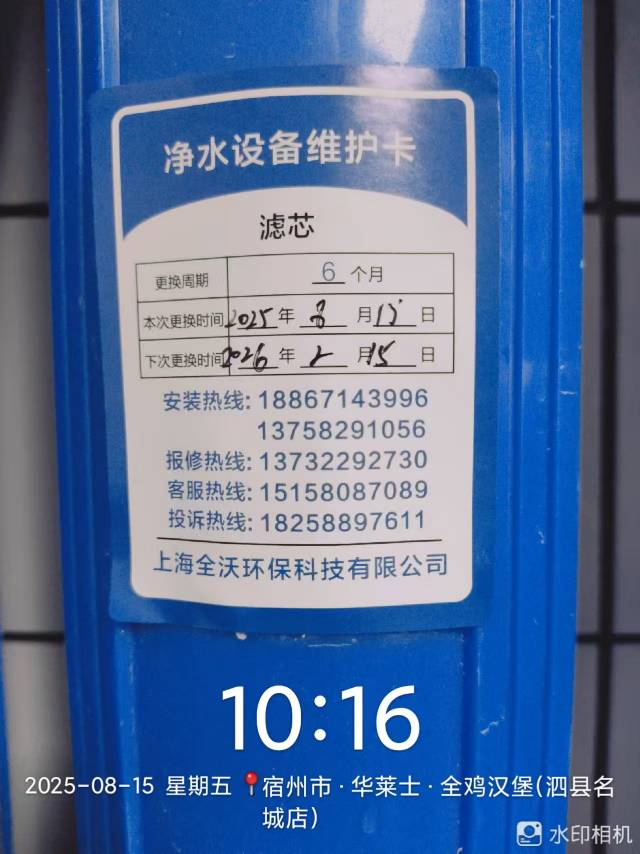 净水设备维护卡
滤芯
更换周期 6 个月
本次更换时间 2025 年 8 月 15 日
下次更换时间 2026 年 2 月 15 日
安装热线: 18867143996
13758291056
报修热线: 13732292730
客服热线: 15158087089
投诉热线: 18258897611
上海全沃环保科技有限公司
10:16
2025-08-15 星期五 宿州市·华莱士·全鸡汉堡(泗县名
城店)
水印相机